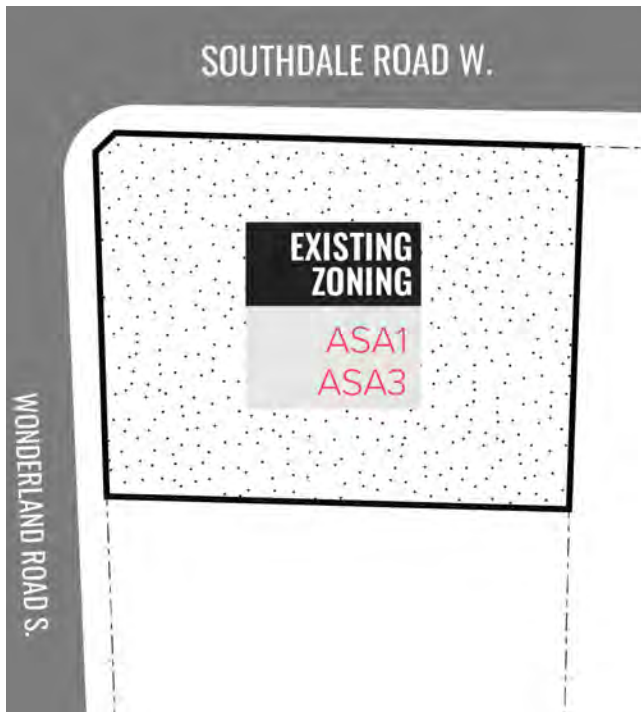 SOUTHDALE ROAD W.
EXISTING
ZONING
ASA1
ASA3
WONDERLAND ROAD S.